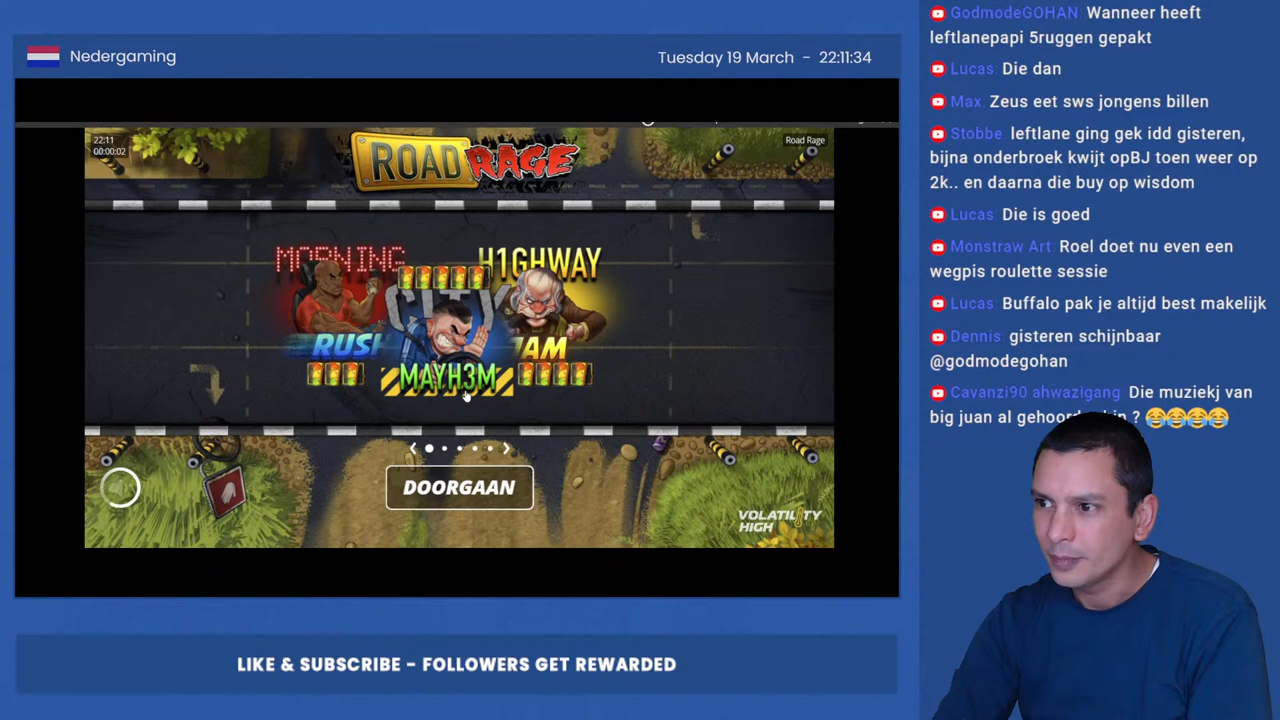 Nedergaming
Tuesday 19 March - 22:11:34
22:11
00:00:02
Road Rage
ROAD RAGE
MORNING
RUSH
CITY
MAYH3M
H1GHWAY
JAM
DOORGAAN
VOLATILITY
HIGH
LIKE & SUBSCRIBE - FOLLOWERS GET REWARDED
GodmodeGOHAN Wanneer heeft
leftlanepapi 5ruggen gepakt
Lucas: Die dan
Max: Zeus eet sws jongens billen
Stobbe: leftlane ging gek idd gisteren,
bijna onderbroek kwijt opBJ toen weer op
2k.. en daarna die buy op wisdom
Lucas: Die is goed
Monstraw Art: Roel doet nu even een
wegpis roulette sessie
Lucas: Buffalo pak je altijd best makelijk
Dennis: gisteren schijnbaar
@godmodegohan
Cavanzi90 ahwazigang: Die muziekj van
big juan al gehoord ? 😂😂😂😂